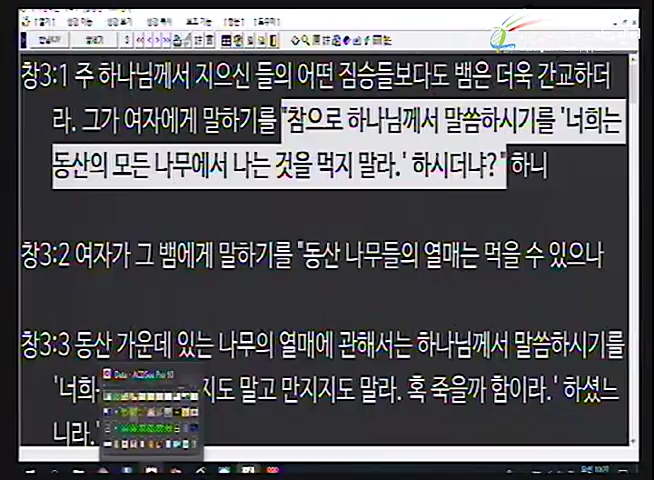 창3:1 주 하나님께서 지으신 들의 어떤 짐승들보다도 뱀은 더욱 간교하더
라. 그가 여자에게 말하기를 "참으로 하나님께서 말씀하시기를 '너희는
동산의 모든 나무에서 나는 것을 먹지 말라.' 하시더냐?" 하니
창3:2 여자가 그 뱀에게 말하기를 "동산 나무들의 열매는 먹을 수 있으나
창3:3 동산 가운데 있는 나무의 열매에 관해서는 하나님께서 말씀하시기를
'너희 지도 말고 만지지도 말라. 혹 죽을까 함이라.' 하셨느
니라."
Data - ACDSee Pro 10